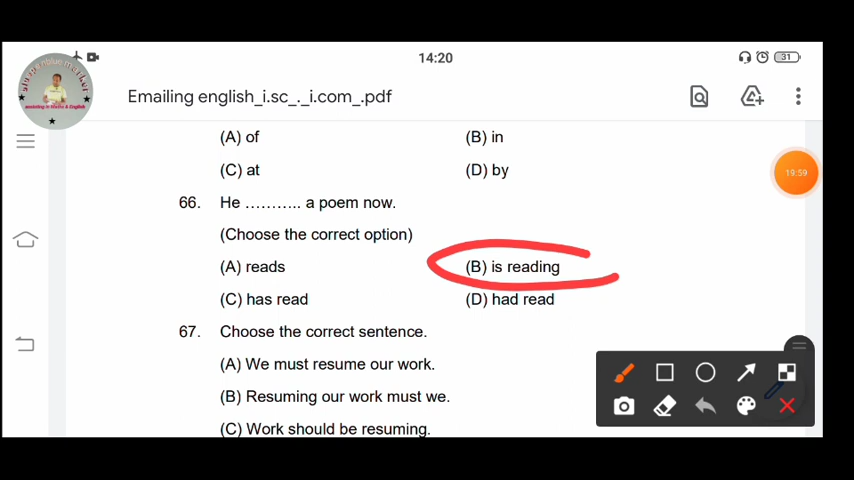 14:20
31
Emailing english_i.sc_._i.com_.pdf
(A) of (B) in
(C) at (D) by
19:59
66. He ........... a poem now.
(Choose the correct option)
(A) reads (B) is reading
(C) has read (D) had read
67. Choose the correct sentence.
(A) We must resume our work.
(B) Resuming our work must we.
(C) Work should be resuming.